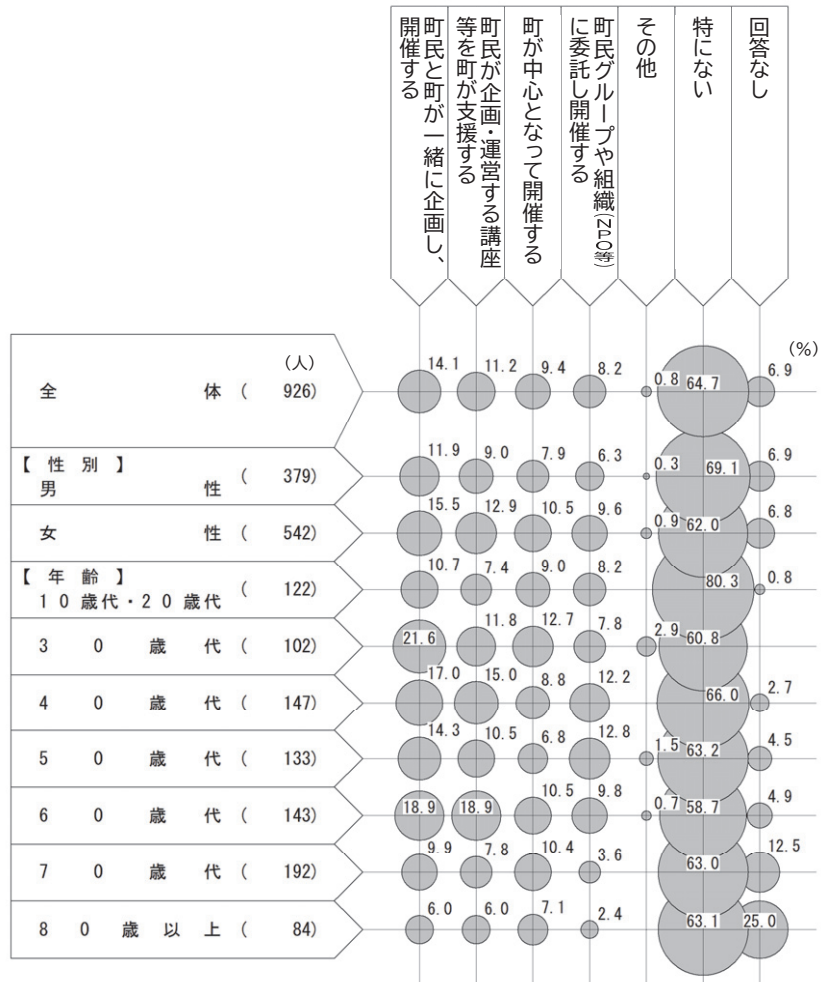 町民と町が一緒に企画し、
開催する
町民が企画・運営する講座
等を町が支援する
町が中心となって開催する
町民グループや組織(NPO等)
に委託し開催する
その他
特にない
回答なし
(人)
(%)
全体( 926)
14.1 11.2 9.4 8.2 0.8 64.7 6.9
【性別】
男性( 379)
11.9 9.0 7.9 6.3 0.3 69.1 6.9
女性( 542)
15.5 12.9 10.5 9.6 0.9 62.0 6.8
【年齢】
10歳代・20歳代( 122)
10.7 7.4 9.0 8.2 80.3 0.8
30歳代( 102)
21.6 11.8 12.7 7.8 2.9 60.8
40歳代( 147)
17.0 15.0 8.8 12.2 66.0 2.7
50歳代( 133)
14.3 10.5 6.8 12.8 1.5 63.2 4.5
60歳代( 143)
18.9 18.9 10.5 9.8 0.7 58.7 4.9
70歳代( 192)
9.9 7.8 10.4 3.6 63.0 12.5
80歳以上( 84)
6.0 6.0 7.1 2.4 63.1 25.0